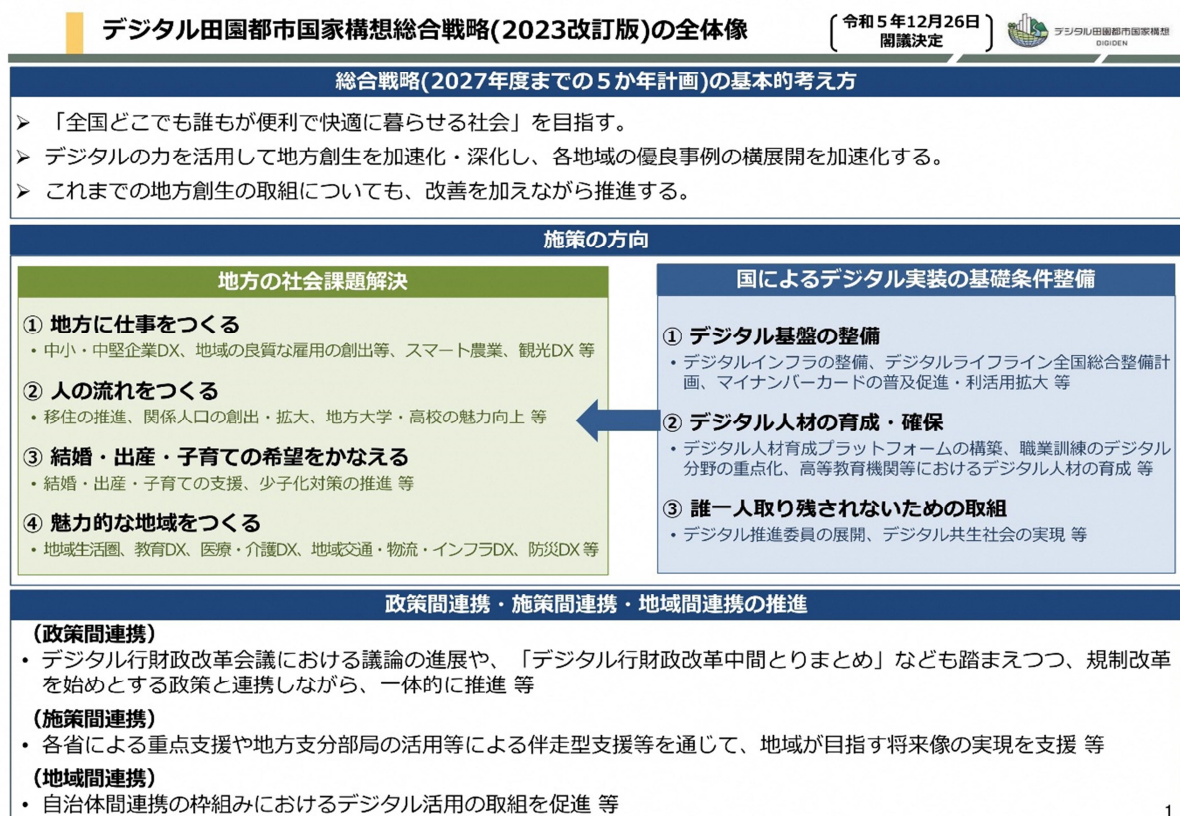 デジタル田園都市国家構想総合戦略(2023改訂版)の全体像
令和5年12月26日
閣議決定
デジタル田園都市国家構想
DIGIDEN
総合戦略(2027年度までの5か年計画)の基本的考え方
➢ 「全国どこでも誰もが便利で快適に暮らせる社会」を目指す。
➢ デジタルの力を活用して地方創生を加速化・深化し、各地域の優良事例の横展開を加速化する。
➢ これまでの地方創生の取組についても、改善を加えながら推進する。
施策の方向
地方の社会課題解決
① 地方に仕事をつくる
・中小・中堅企業DX、地域の良質な雇用の創出等、スマート農業、観光DX 等
② 人の流れをつくる
・移住の推進、関係人口の創出・拡大、地方大学・高校の魅力向上 等
③ 結婚・出産・子育ての希望をかなえる
・結婚・出産・子育ての支援、少子化対策の推進 等
④ 魅力的な地域をつくる
・地域生活圏、教育DX、医療・介護DX、地域交通・物流・インフラDX、防災DX 等
国によるデジタル実装の基礎条件整備
① デジタル基盤の整備
・デジタルインフラの整備、デジタルライフライン全国総合整備計
画、マイナンバーカードの普及促進・利活用拡大 等
② デジタル人材の育成・確保
・デジタル人材育成プラットフォームの構築、職業訓練のデジタル
分野の重点化、高等教育機関等におけるデジタル人材の育成 等
③ 誰一人取り残されないための取組
・デジタル推進委員の展開、デジタル共生社会の実現 等
政策間連携・施策間連携・地域間連携の推進
（政策間連携）
・ デジタル行財政改革会議における議論の進展や、「デジタル行財政改革中間とりまとめ」なども踏まえつつ、規制改革
を始めとする政策と連携しながら、一体的に推進 等
（施策間連携）
・ 各省による重点支援や地方支分部局の活用等による伴走型支援等を通じて、地域が目指す将来像の実現を支援 等
（地域間連携）
・ 自治体間連携の枠組みにおけるデジタル活用の取組を促進 等
1